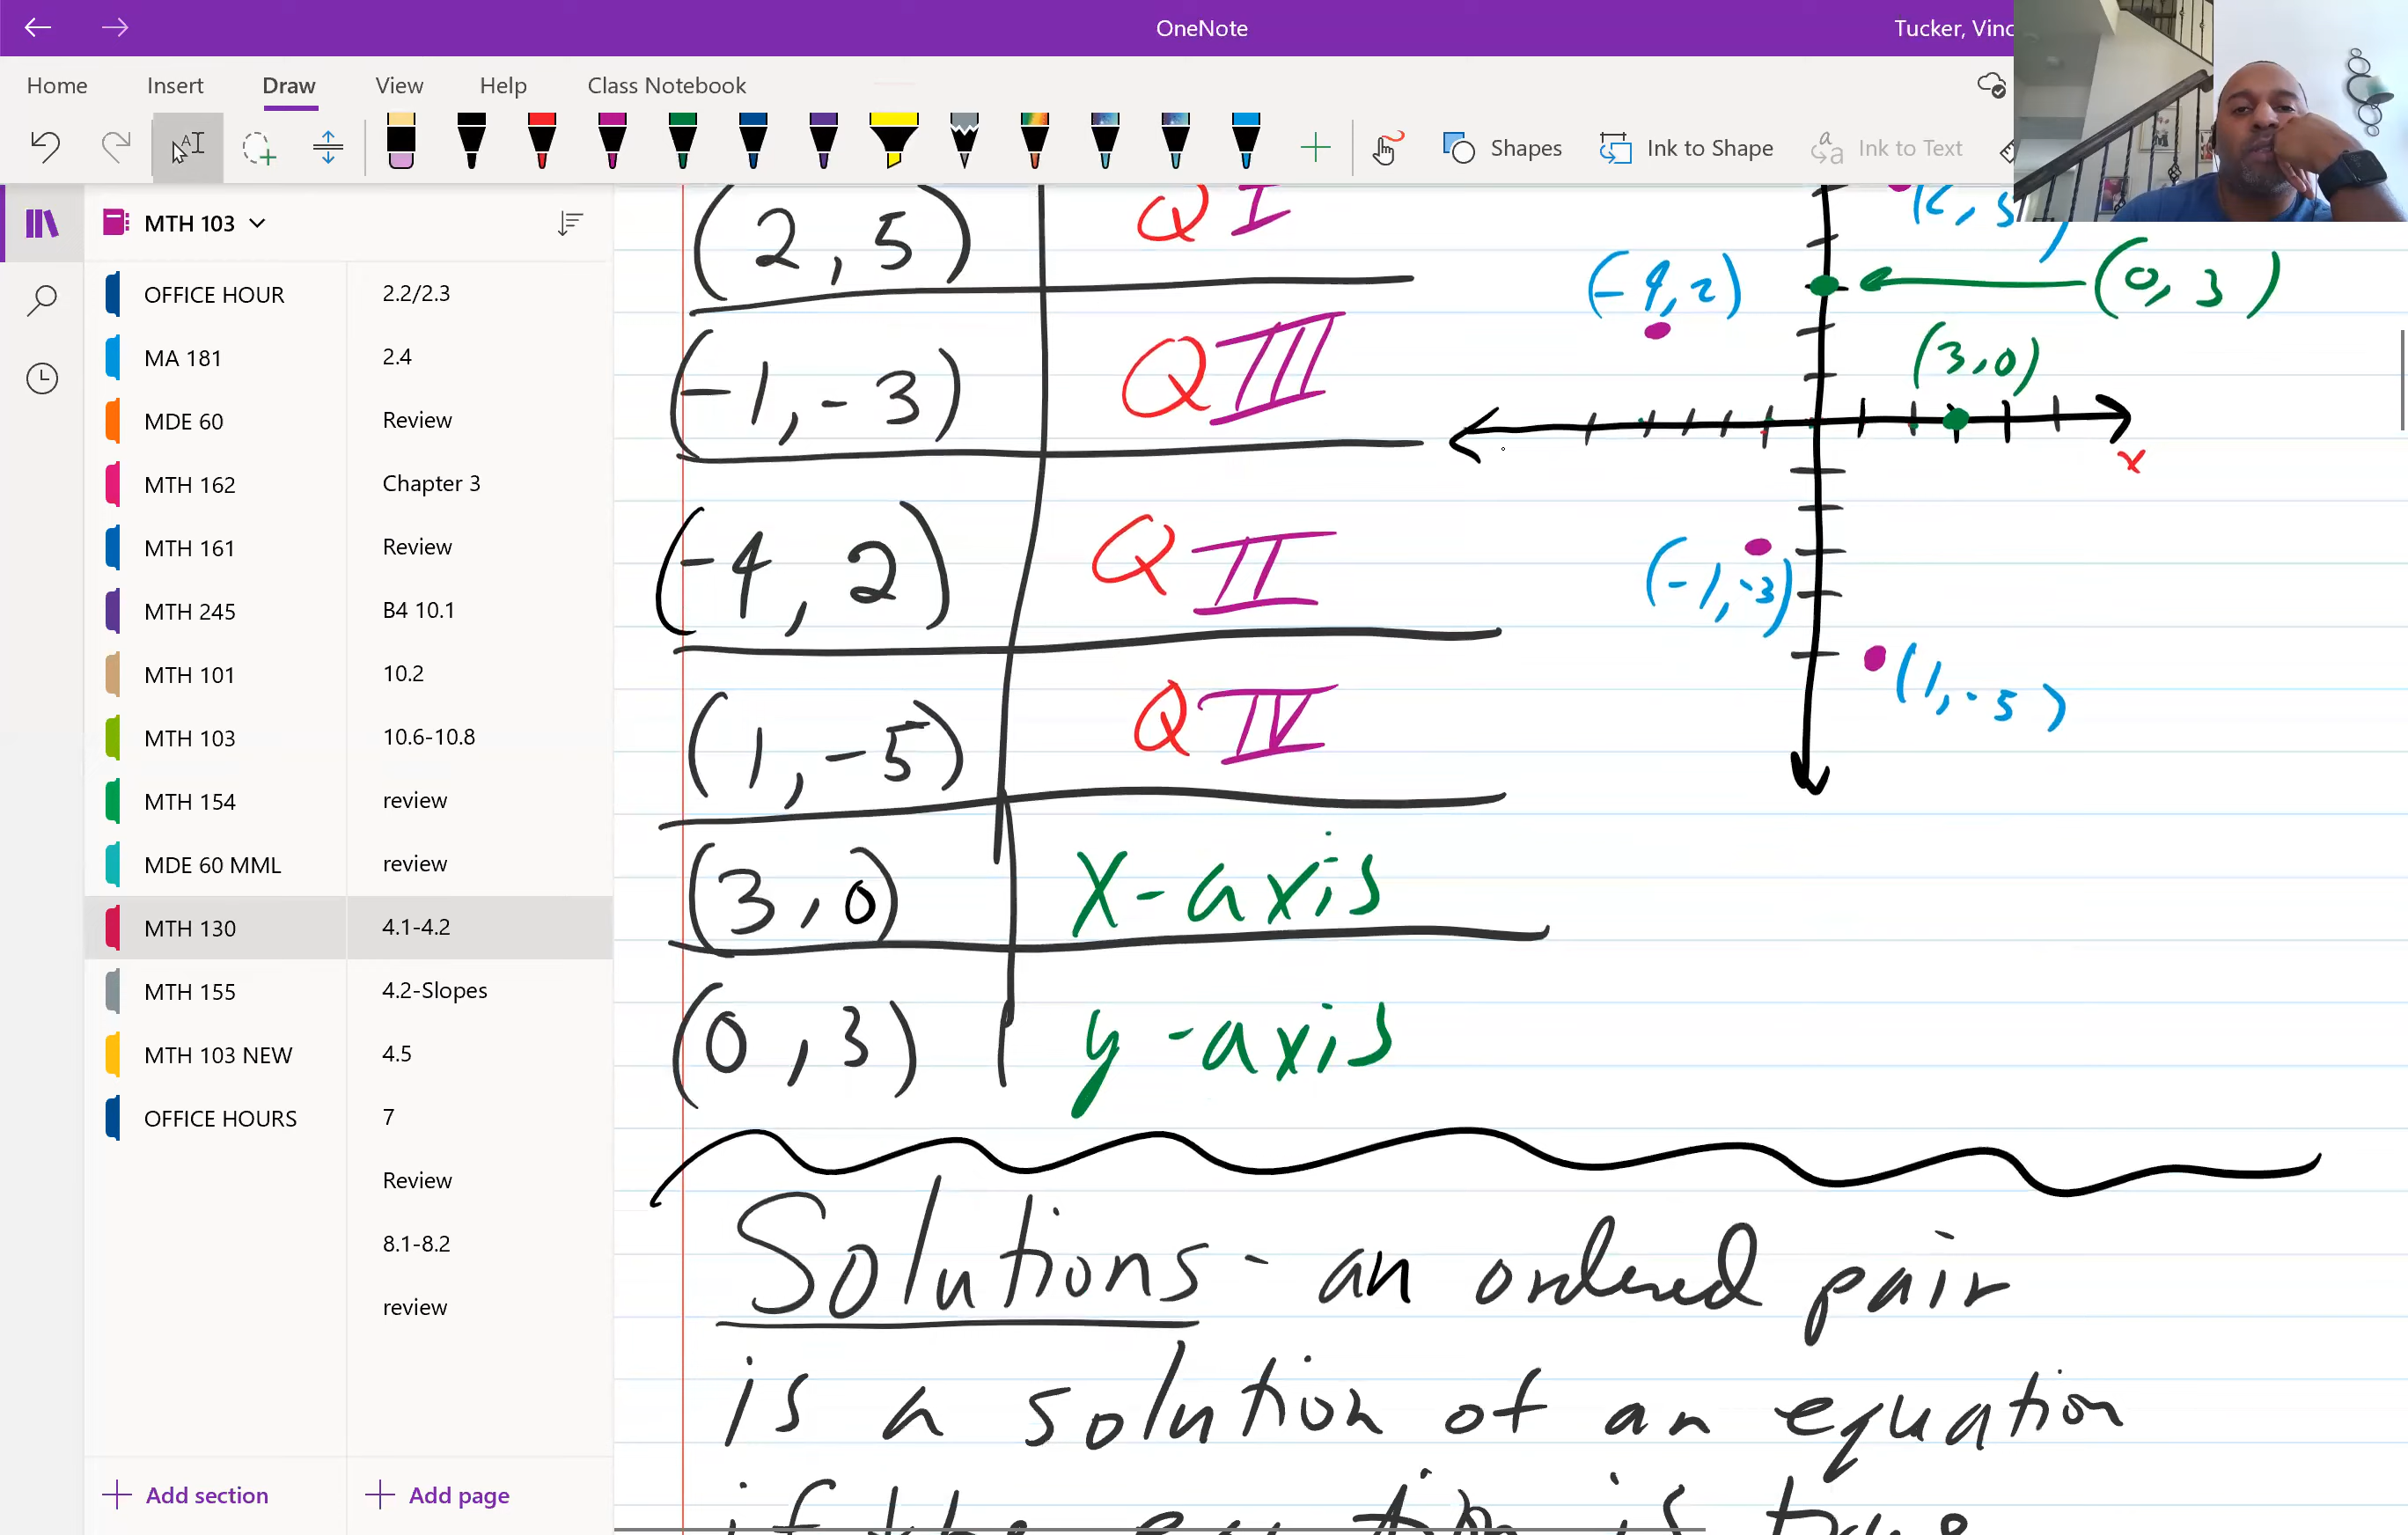 OneNote
Tucker, Vinc
Home Insert Draw View Help Class Notebook
Shapes Ink to Shape Ink to Text
MTH 103
OFFICE HOUR
MA 181
MDE 60
MTH 162
MTH 161
MTH 245
MTH 101
MTH 103
MTH 154
MDE 60 MML
MTH 130
MTH 155
MTH 103 NEW
OFFICE HOURS
Add section
2.2/2.3
2.4
Review
Chapter 3
Review
B4 10.1
10.2
10.6-10.8
review
review
4.1-4.2
4.2-Slopes
4.5
7
Review
8.1-8.2
review
Add page
(2, 5) Q I
(-1, -3) Q III
(-4, 2) Q II
(1, -5) Q IV
(3, 0) X-axis
(0, 3) y-axis
(-4, 2)
(0, 3)
(3, 0)
x
(-1, -3)
(1, -5)
Solutions - an ordered pair
is a solution of an equation
if the is true